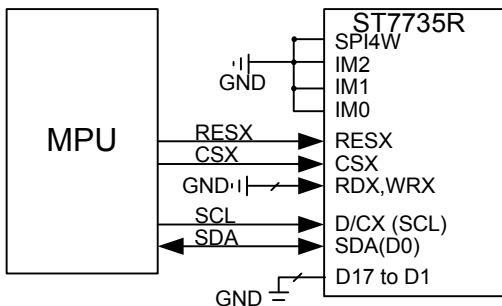 ST7735R
SPI4W
IM2
GND
IM1
IM0
MPU
RESX
RESX
CSX
CSX
GND
RDX,WRX
SCL
D/CX (SCL)
SDA
SDA(D0)
D17 to D1
GND